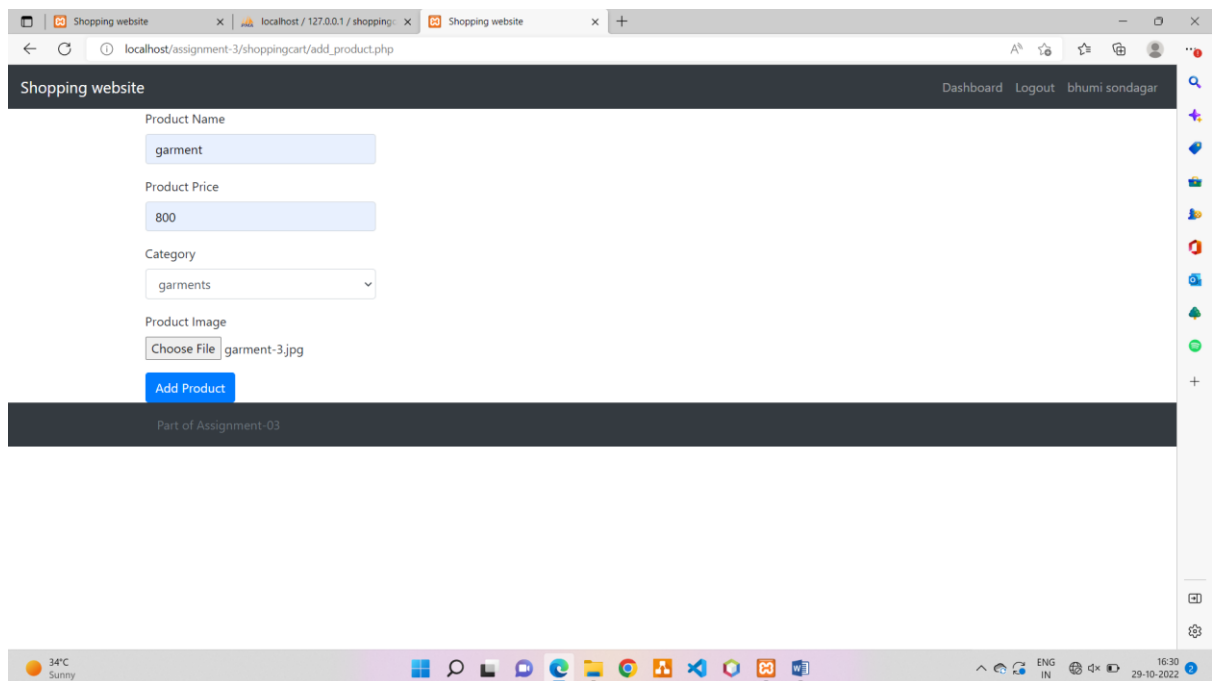 Shopping website
localhost / 127.0.0.1 / shoppingc
Shopping website
localhost/assignment-3/shoppingcart/add_product.php
Shopping website
Dashboard Logout bhumi sondagar
Product Name
garment
Product Price
800
Category
garments
Product Image
Choose File garment-3.jpg
Add Product
Part of Assignment-03
34°C
Sunny
ENG
IN
16:30
29-10-2022
2